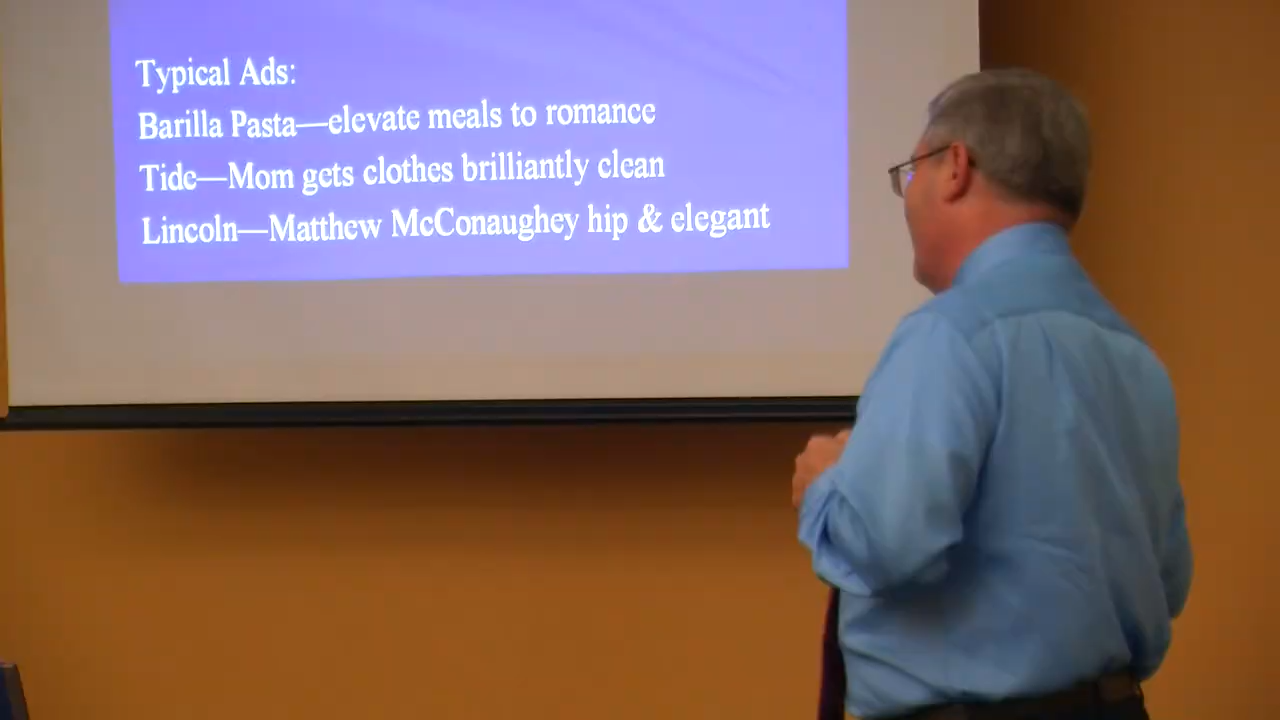 Typical Ads:
Barilla Pasta—elevate meals to romance
Tide—Mom gets clothes brilliantly clean
Lincoln—Matthew McConaughey hip & elegant